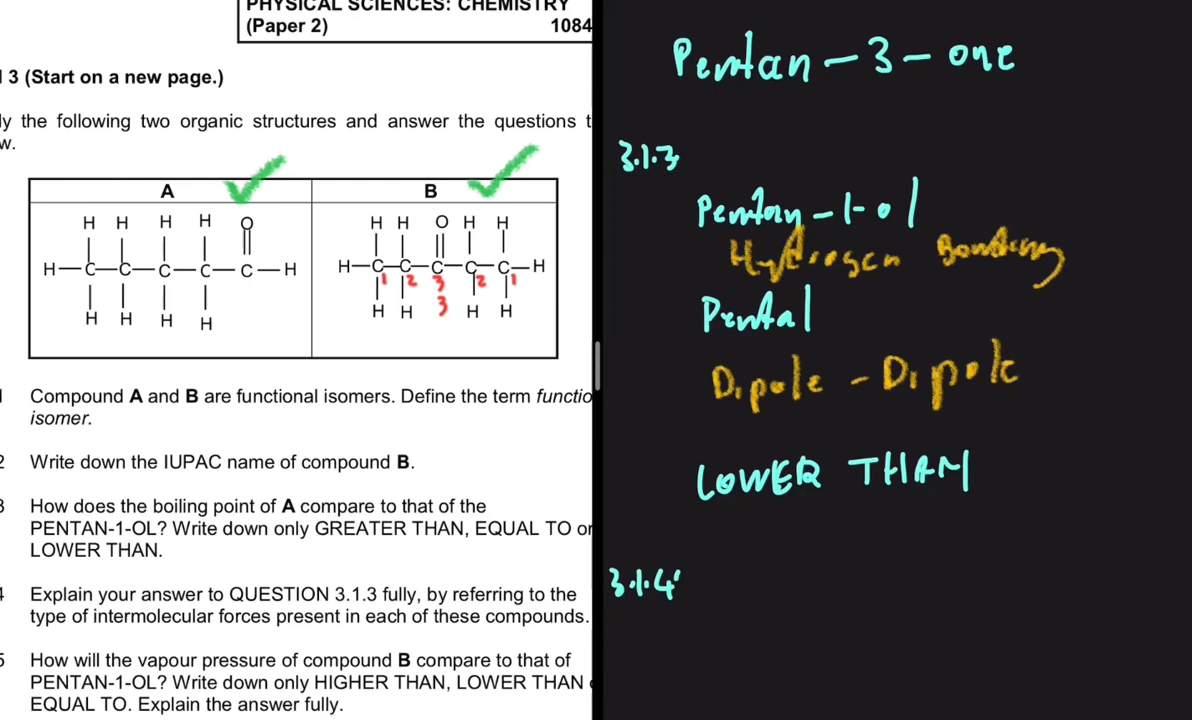 PHYSICAL SCIENCES: CHEMISTRY
(Paper 2) 1084
3 (Start on a new page.)
ly the following two organic structures and answer the questions t
w.
A B
H H H H O H H O H H
H—C—C—C—C—C—H H—C—C—C—C—C—H
1 2 3 2 1
H H H H H H 3 H H
Compound A and B are functional isomers. Define the term functio
isomer.
2 Write down the IUPAC name of compound B.
3 How does the boiling point of A compare to that of the
PENTAN-1-OL? Write down only GREATER THAN, EQUAL TO or
LOWER THAN.
4 Explain your answer to QUESTION 3.1.3 fully, by referring to the
type of intermolecular forces present in each of these compounds.
5 How will the vapour pressure of compound B compare to that of
PENTAN-1-OL? Write down only HIGHER THAN, LOWER THAN
EQUAL TO. Explain the answer fully.
Pentan-3-one
3.1.3
Pentan-1-ol
Hydrogen Bonding
Pental
Dipole-Dipole
LOWER THAN
3.1.4